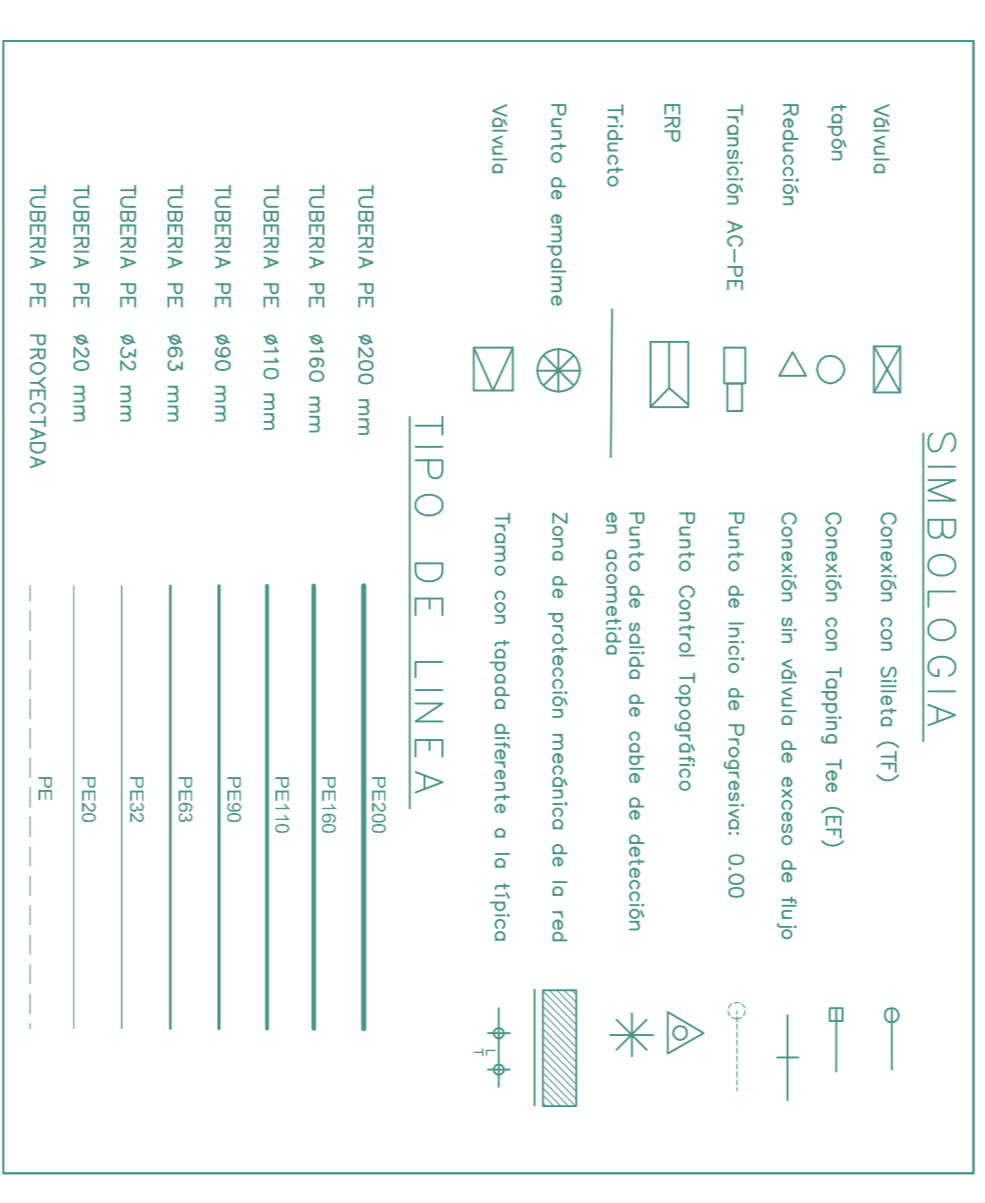 SIMBOLOGIA
Válvula
tapón
Reducción
Transición AC-PE
ERP
Triducto
Punto de empalme
Válvula
Conexión con Silleta (TF)
Conexión con Tapping Tee (EF)
Conexión sin válvula de exceso de flujo
Punto de Inicio de Progresiva: 0.00
Punto Control Topográfico
Punto de salida de cable de detección
en acometida
Zona de protección mecánica de la red
Tramo con tapada diferente a la típica
L
T
TIPO DE LINEA
TUBERIA PE ø200 mm PE200
TUBERIA PE ø160 mm PE160
TUBERIA PE ø110 mm PE110
TUBERIA PE ø90 mm PE90
TUBERIA PE ø63 mm PE63
TUBERIA PE ø32 mm PE32
TUBERIA PE ø20 mm PE20
TUBERIA PE PROYECTADA PE